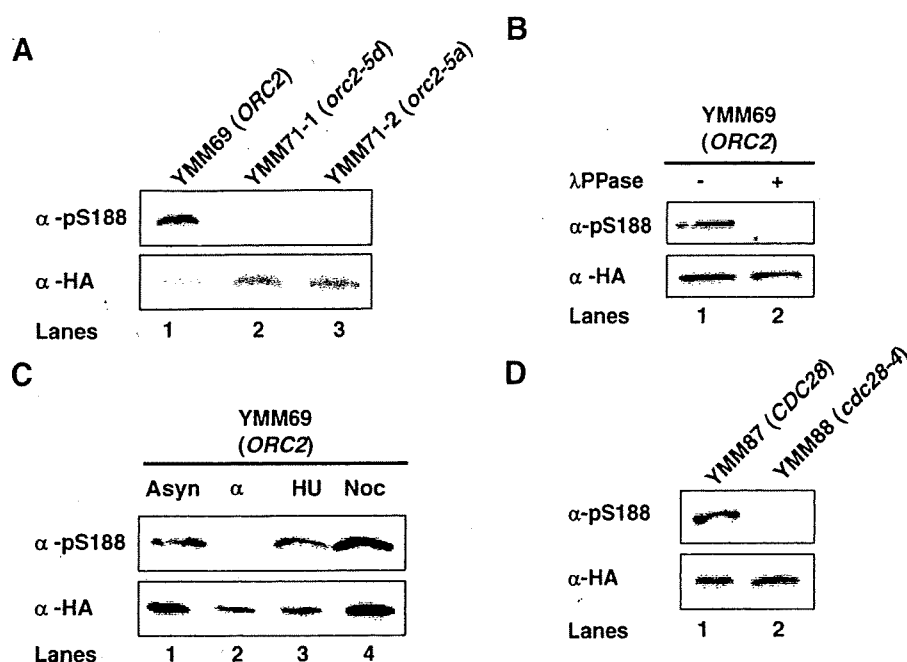 A
YMM69 (ORC2)
YMM71-1 (orc2-5d)
YMM71-2 (orc2-5a)
α-pS188
α-HA
Lanes 1 2 3
B
YMM69
(ORC2)
λPPase - +
α-pS188
α-HA
Lanes 1 2
C
YMM69
(ORC2)
Asyn α HU Noc
α-pS188
α-HA
Lanes 1 2 3 4
D
YMM87 (CDC28)
YMM88 (cdc28-4)
α-pS188
α-HA
Lanes 1 2